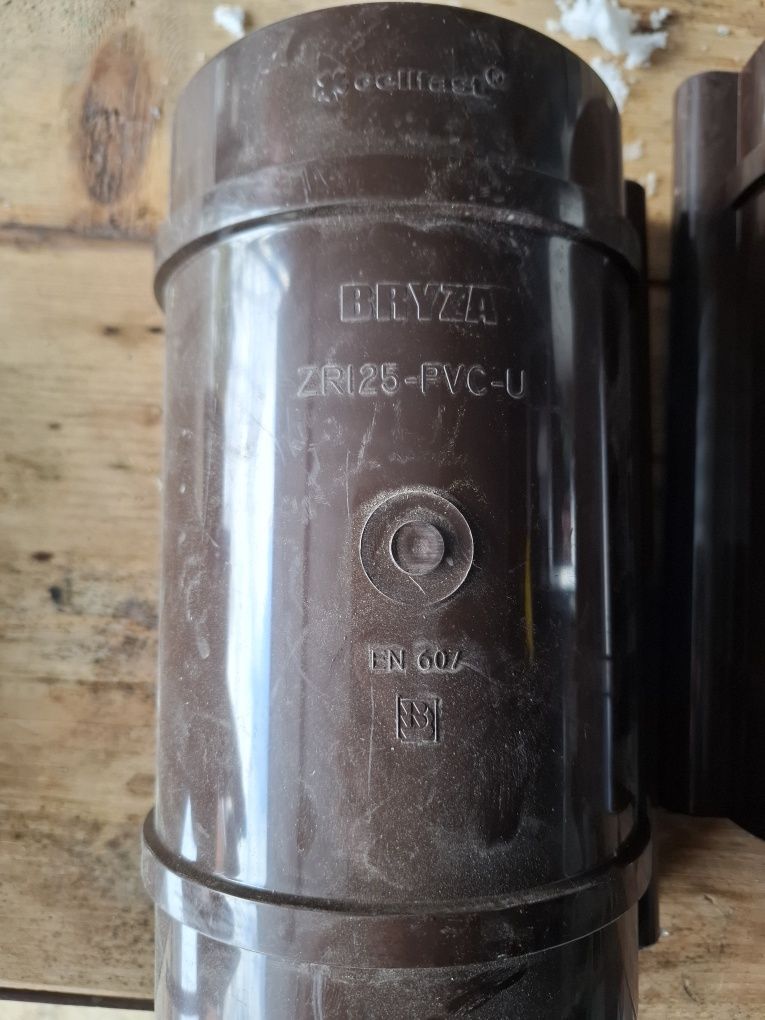 cellfast®
BRYZA
ZR125-PVC-U
EN 607
B